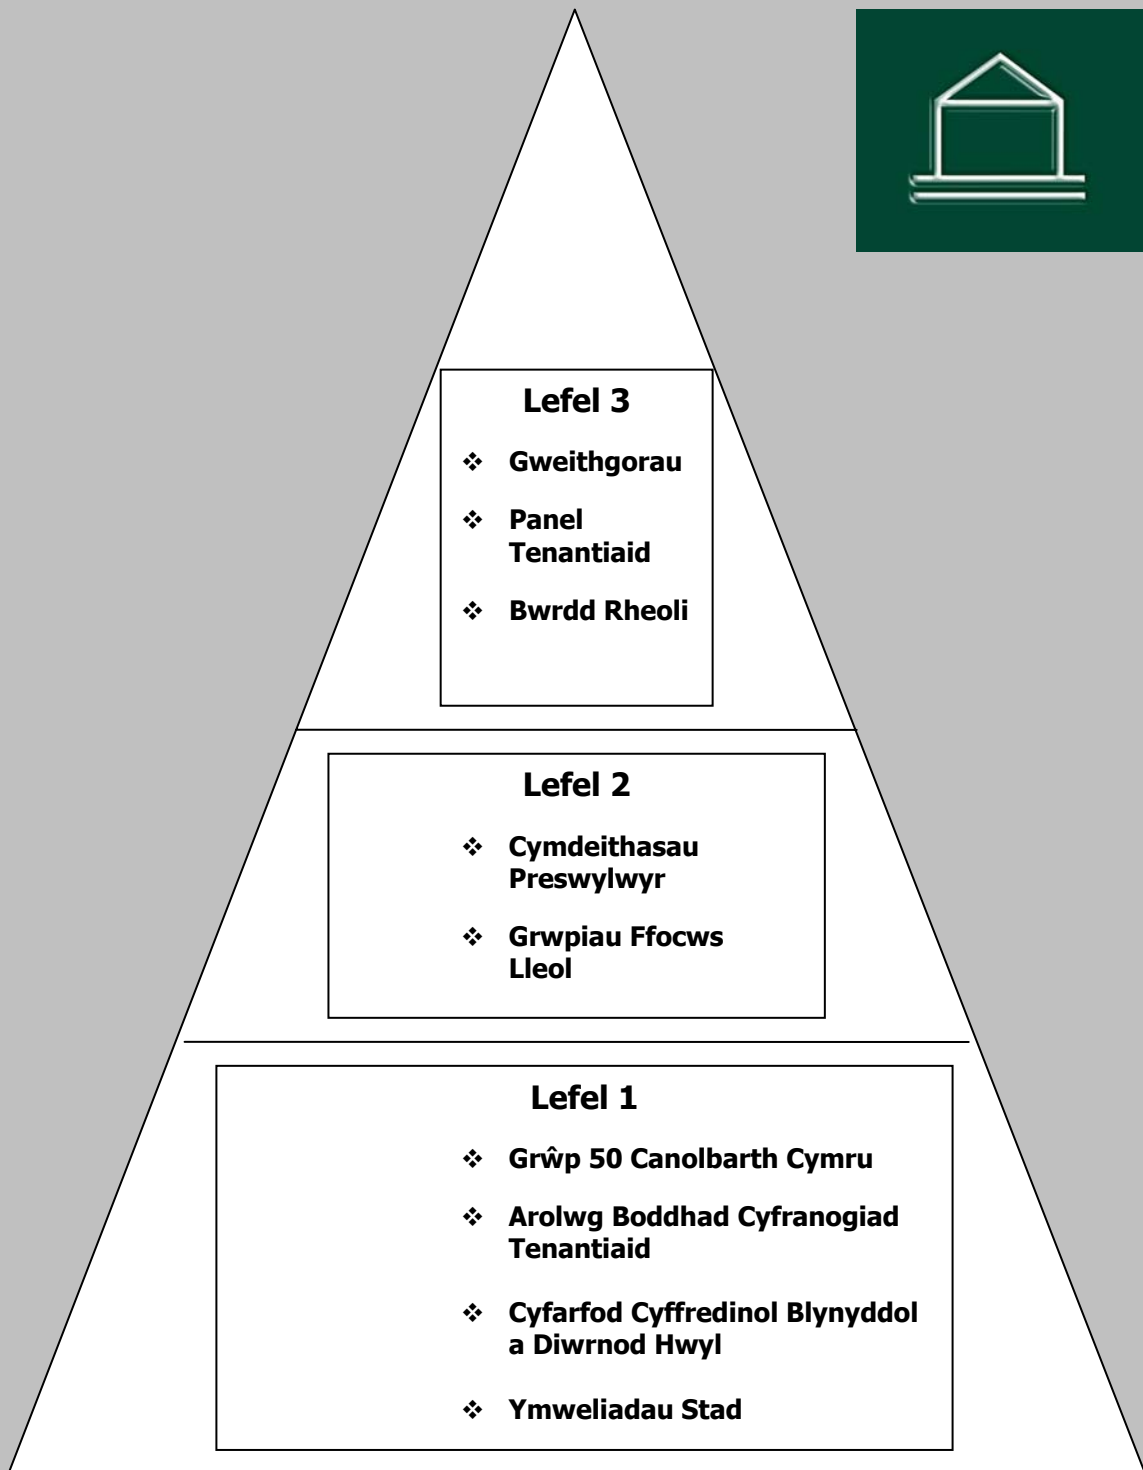 Lefel 3
❖ Gweithgorau
❖ Panel
Tenantiaid
❖ Bwrdd Rheoli
Lefel 2
❖ Cymdeithasau
Preswylwyr
❖ Grwpiau Ffocws
Lleol
Lefel 1
❖ Grŵp 50 Canolbarth Cymru
❖ Arolwg Boddhad Cyfranogiad
Tenantiaid
❖ Cyfarfod Cyffredinol Blynyddol
a Diwrnod Hwyl
❖ Ymweliadau Stad